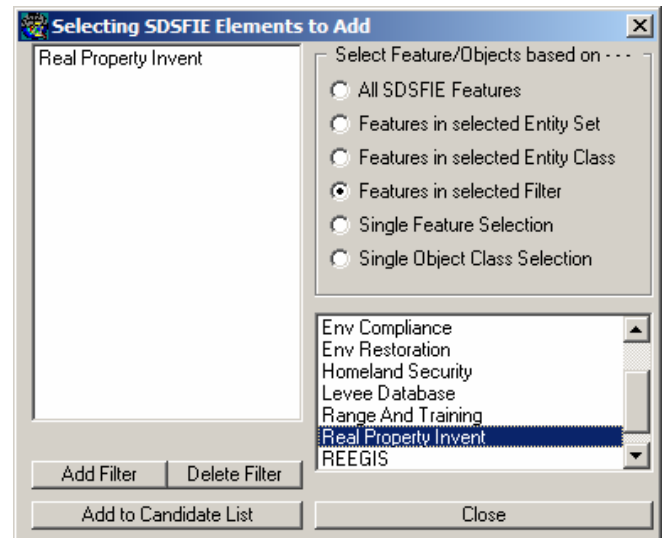 Selecting SDSFIE Elements to Add
Real Property Invent
Select Feature/Objects based on - - -
All SDSFIE Features
Features in selected Entity Set
Features in selected Entity Class
Features in selected Filter
Single Feature Selection
Single Object Class Selection
Env Compliance
Env Restoration
Homeland Security
Levee Database
Range And Training
Real Property Invent
REEGIS
Add Filter
Delete Filter
Add to Candidate List
Close